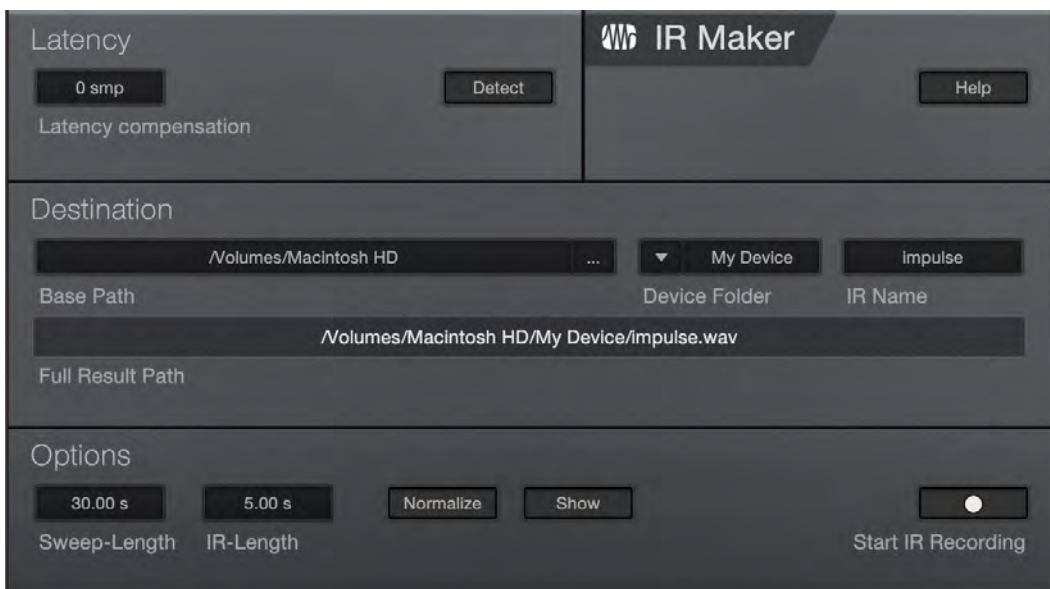 Latency
IR Maker
0 smp
Detect
Help
Latency compensation
Destination
/Volumes/Macintosh HD
...
My Device
impulse
Base Path
Device Folder
IR Name
/Volumes/Macintosh HD/My Device/impulse.wav
Full Result Path
Options
30.00 s
5.00 s
Normalize
Show
Sweep-Length
IR-Length
Start IR Recording